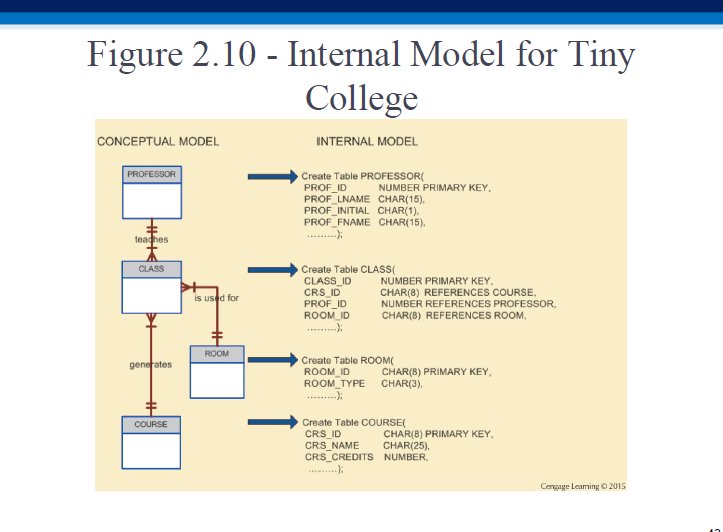 Figure 2.10 - Internal Model for Tiny
College
CONCEPTUAL MODEL
INTERNAL MODEL
PROFESSOR
teaches
CLASS
is used for
ROOM
generates
COURSE
Create Table PROFESSOR(
PROF_ID NUMBER PRIMARY KEY,
PROF_LNAME CHAR(15),
PROF_INITIAL CHAR(1),
PROF_FNAME CHAR(15),
.........);
Create Table CLASS(
CLASS_ID NUMBER PRIMARY KEY,
CRS_ID CHAR(8) REFERENCES COURSE,
PROF_ID NUMBER REFERENCES PROFESSOR,
ROOM_ID CHAR(8) REFERENCES ROOM,
.........);
Create Table ROOM(
ROOM_ID CHAR(8) PRIMARY KEY,
ROOM_TYPE CHAR(3),
.........);
Create Table COURSE(
CRS_ID CHAR(8) PRIMARY KEY,
CRS_NAME CHAR(25),
CRS_CREDITS NUMBER,
.........);
Cengage Learning © 2015